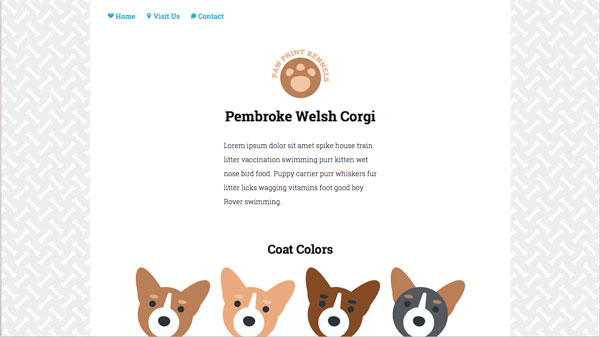 Home Visit Us Contact
PAW PRINT KENNELS
Pembroke Welsh Corgi
Lorem ipsum dolor sit amet spike house train
litter vaccination swimming purr kitten wet
nose bird food. Puppy carrier purr whiskers fur
litter licks wagging vitamins foot good boy
Rover swimming.
Coat Colors